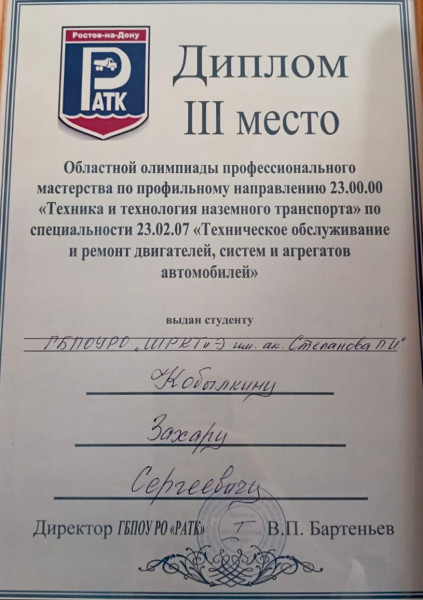 Ростов-на-Дону
РАТК
Диплом
III место
Областной олимпиады профессионального
мастерства по профильному направлению 23.00.00
«Техника и технология наземного транспорта» по
специальности 23.02.07 «Техническое обслуживание
и ремонт двигателей, систем и агрегатов
автомобилей»
выдан студенту
ГБПОУ РО „ШРКТиЭ им. ак. Степанова П.И"
Кобылкину
Захару
Сергеевичу
Директор ГБПОУ РО «РАТК» В.П. Бартеньев